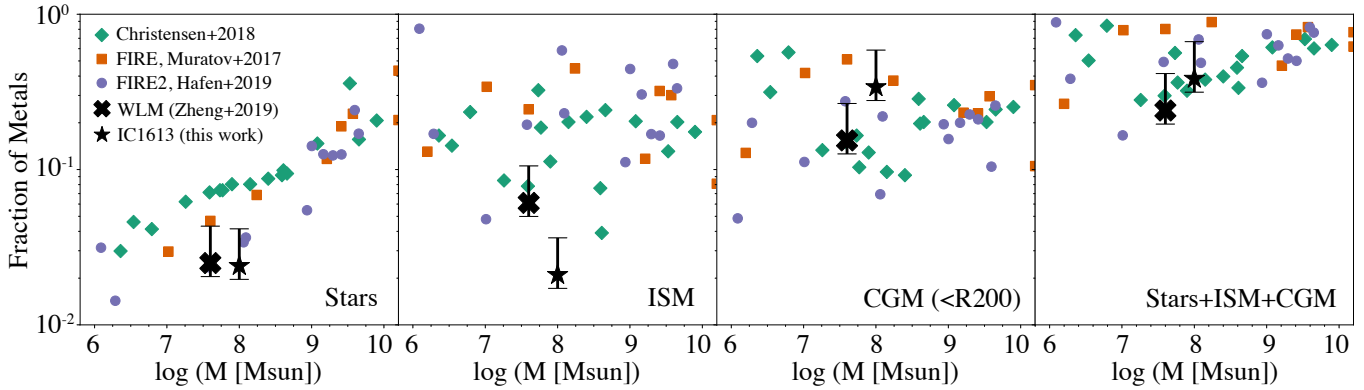 Fraction of Metals
10^0
10^-1
10^-2
Christensen+2018
FIRE, Muratov+2017
FIRE2, Hafen+2019
WLM (Zheng+2019)
IC1613 (this work)
Stars
ISM
CGM (<R200)
Stars+ISM+CGM
6 7 8 9 10
6 7 8 9 10
6 7 8 9 10
6 7 8 9 10
log (M [Msun])
log (M [Msun])
log (M [Msun])
log (M [Msun])